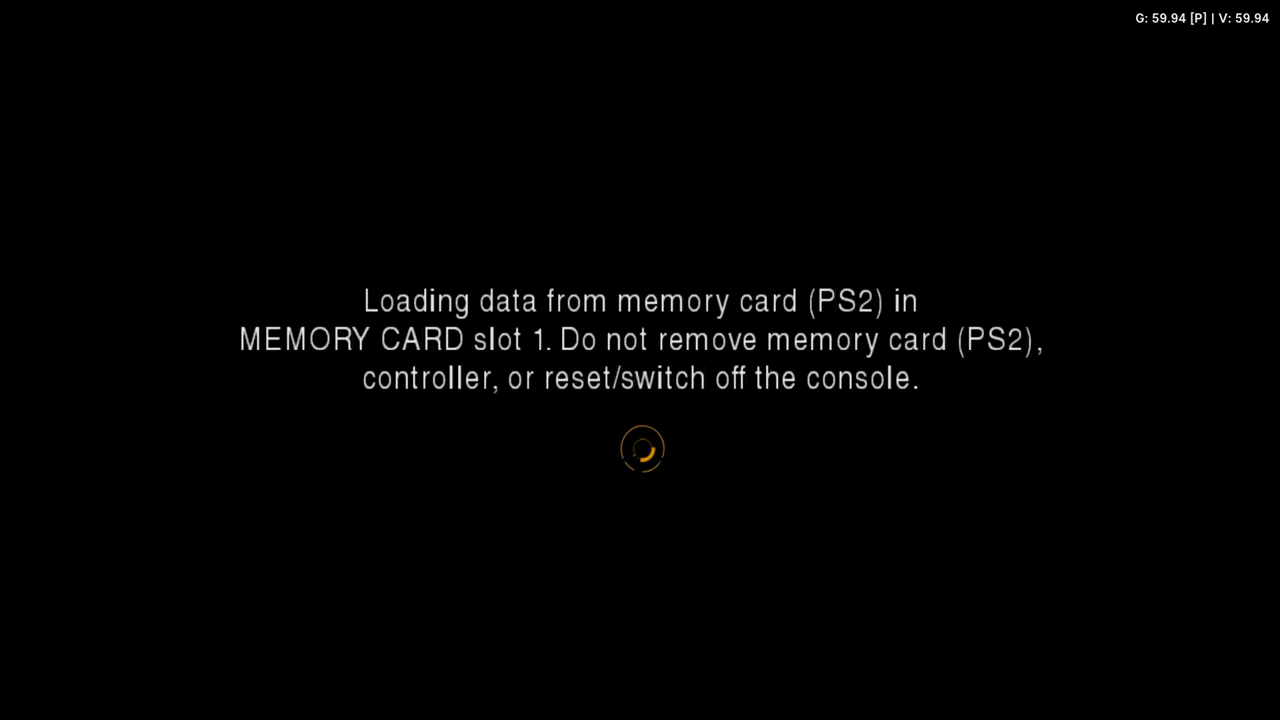 G: 59.94 [P] | V: 59.94
Loading data from memory card (PS2) in
MEMORY CARD slot 1. Do not remove memory card (PS2),
controller, or reset/switch off the console.